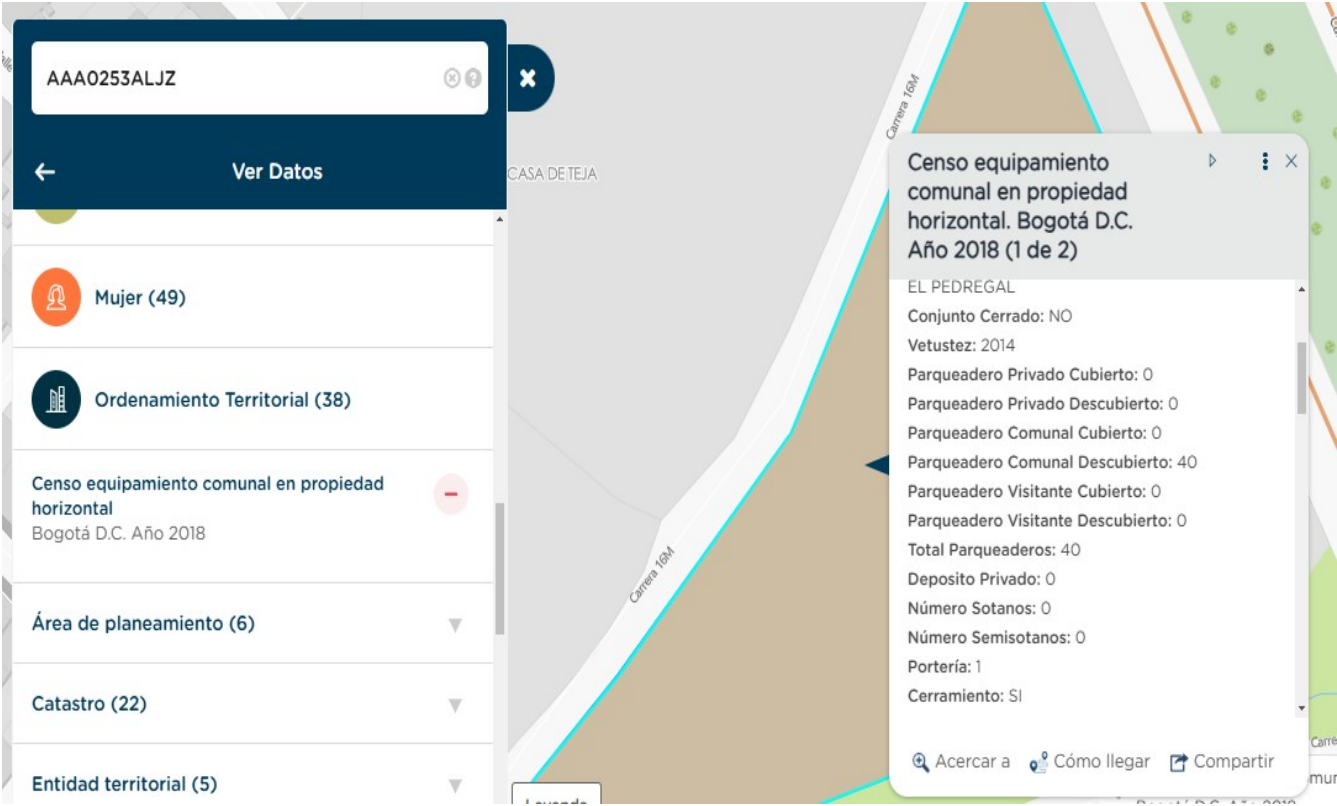 AAA0253ALJZ
Ver Datos
Mujer (49)
Ordenamiento Territorial (38)
Censo equipamiento comunal en propiedad
horizontal
Bogotá D.C. Año 2018
Área de planeamiento (6)
Catastro (22)
Entidad territorial (5)
CASA DE TEJA
Carrera 16M
Carrera 16M
Censo equipamiento
comunal en propiedad
horizontal. Bogotá D.C.
Año 2018 (1 de 2)
EL PEDREGAL
Conjunto Cerrado: NO
Vetustez: 2014
Parqueadero Privado Cubierto: 0
Parqueadero Privado Descubierto: 0
Parqueadero Comunal Cubierto: 0
Parqueadero Comunal Descubierto: 40
Parqueadero Visitante Cubierto: 0
Parqueadero Visitante Descubierto: 0
Total Parqueaderos: 40
Deposito Privado: 0
Número Sotanos: 0
Número Semisotanos: 0
Portería: 1
Cerramiento: SI
Acercar a Cómo llegar Compartir